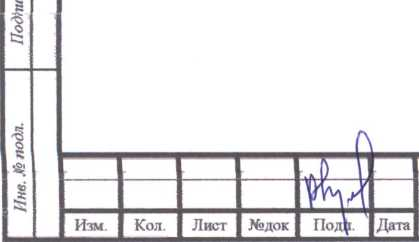 Инв. № подл.
Изм. Кол. Лист №док Подп. Дата